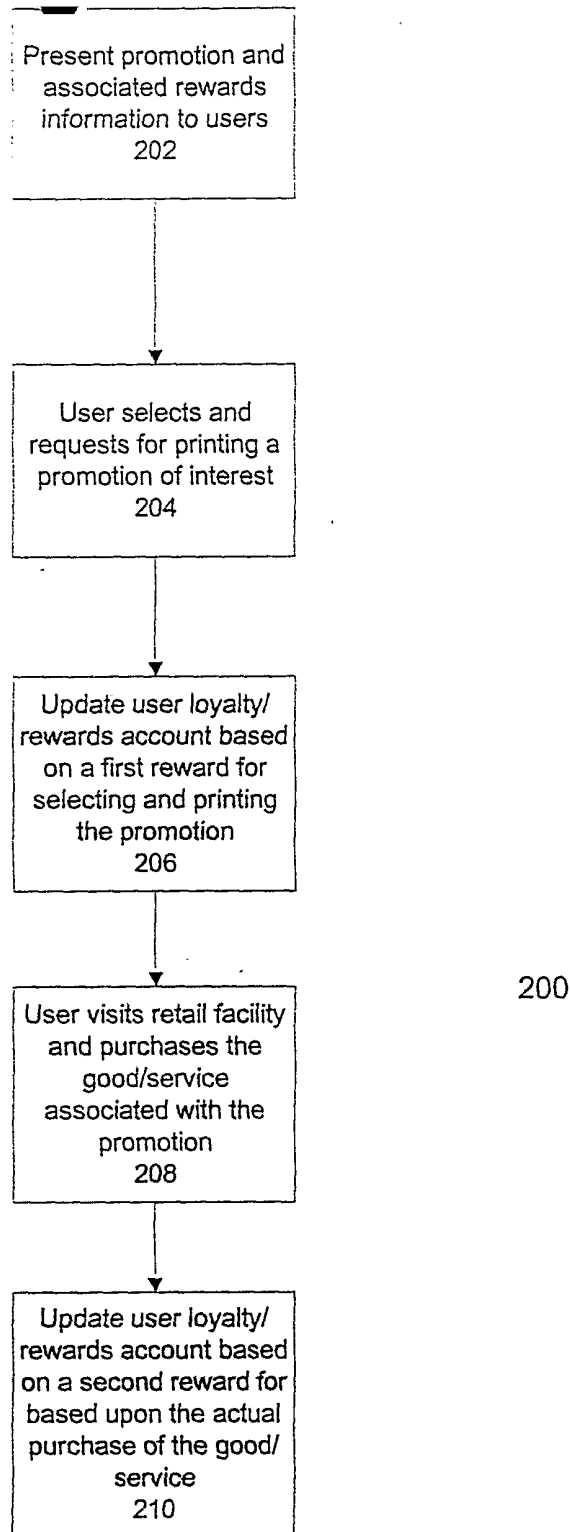 Present promotion and
associated rewards
information to users
202
User selects and
requests for printing a
promotion of interest
204
Update user loyalty/
rewards account based
on a first reward for
selecting and printing
the promotion
206
User visits retail facility
and purchases the
good/service
associated with the
promotion
208
200
Update user loyalty/
rewards account based
on a second reward for
based upon the actual
purchase of the good/
service
210